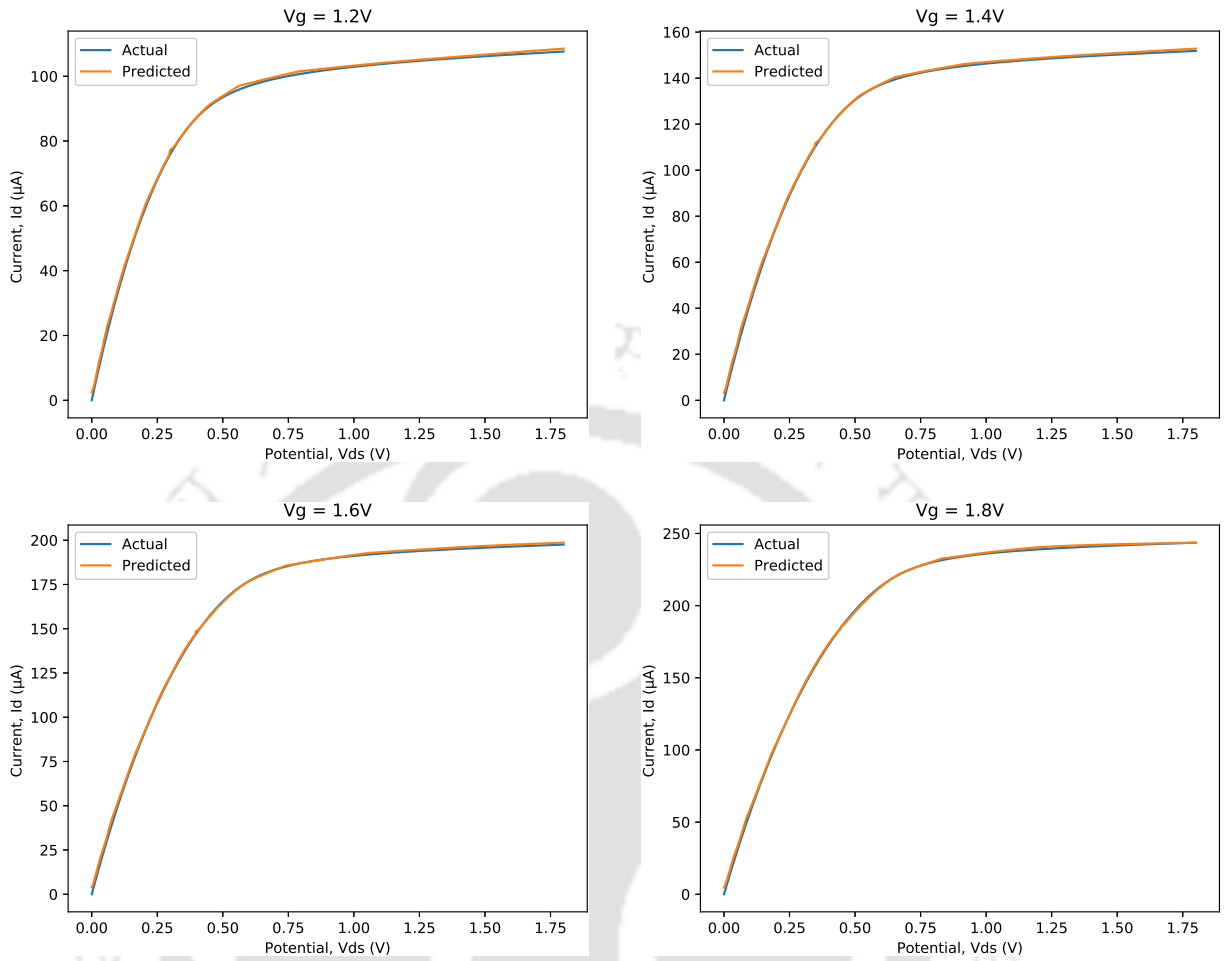 Vg = 1.2V
Actual
Predicted
100
80
60
40
20
0
Current, Id (µA)
0.00 0.25 0.50 0.75 1.00 1.25 1.50 1.75
Potential, Vds (V)
Vg = 1.4V
Actual
Predicted
160
140
120
100
80
60
40
20
0
Current, Id (µA)
0.00 0.25 0.50 0.75 1.00 1.25 1.50 1.75
Potential, Vds (V)
Vg = 1.6V
Actual
Predicted
200
175
150
125
100
75
50
25
0
Current, Id (µA)
0.00 0.25 0.50 0.75 1.00 1.25 1.50 1.75
Potential, Vds (V)
Vg = 1.8V
Actual
Predicted
250
200
150
100
50
0
Current, Id (µA)
0.00 0.25 0.50 0.75 1.00 1.25 1.50 1.75
Potential, Vds (V)